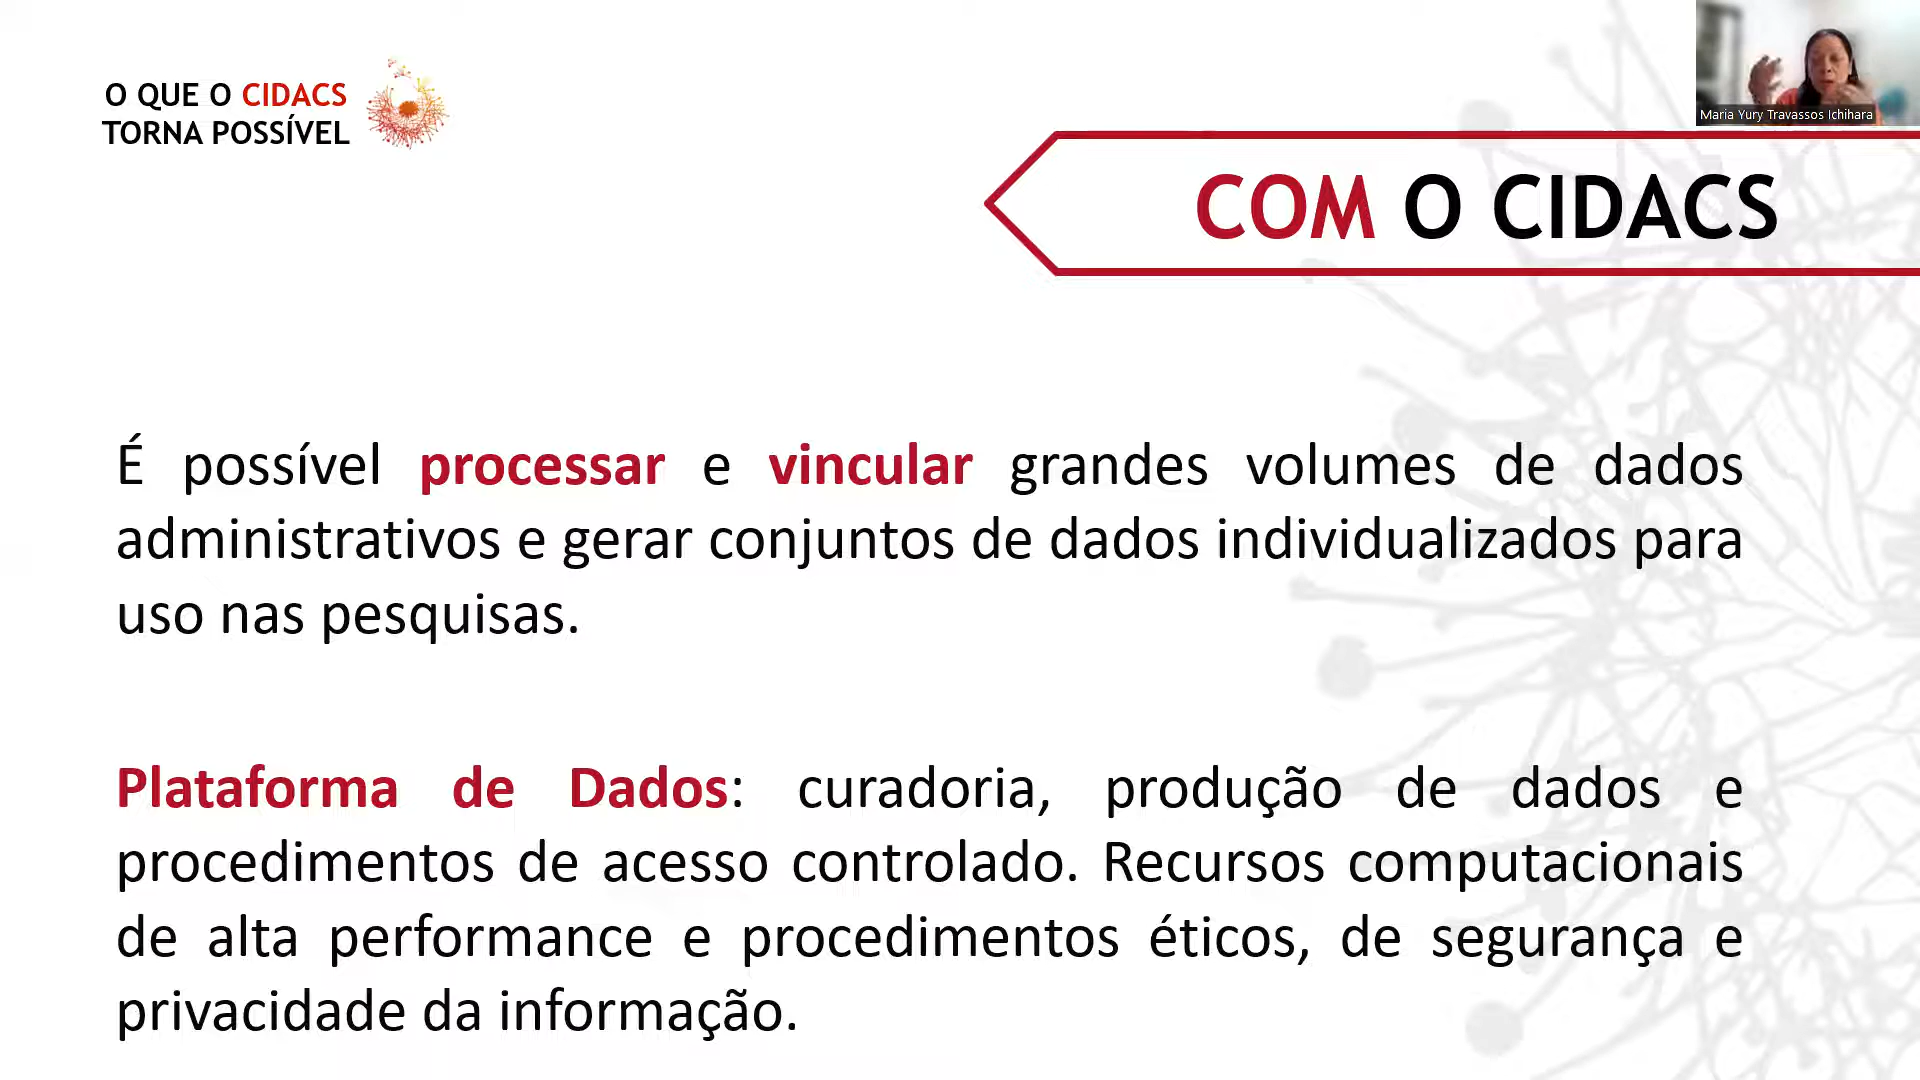 O QUE O CIDACS
TORNA POSSÍVEL
Maria Yury Travassos Ichihara
COM O CIDACS
É possível processar e vincular grandes volumes de dados
administrativos e gerar conjuntos de dados individualizados para
uso nas pesquisas.
Plataforma de Dados: curadoria, produção de dados e
procedimentos de acesso controlado. Recursos computacionais
de alta performance e procedimentos éticos, de segurança e
privacidade da informação.